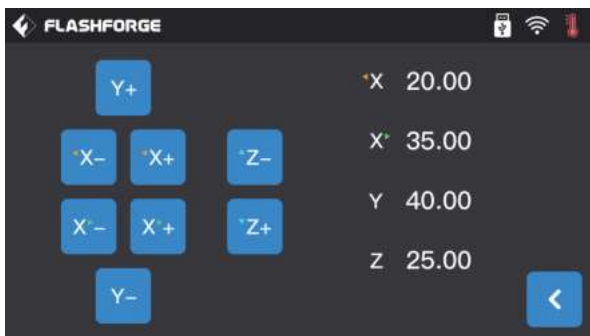 FLASHFORGE
Y+
X- X+ Z-
X- X+ Z+
Y-
X 20.00
X 35.00
Y 40.00
Z 25.00